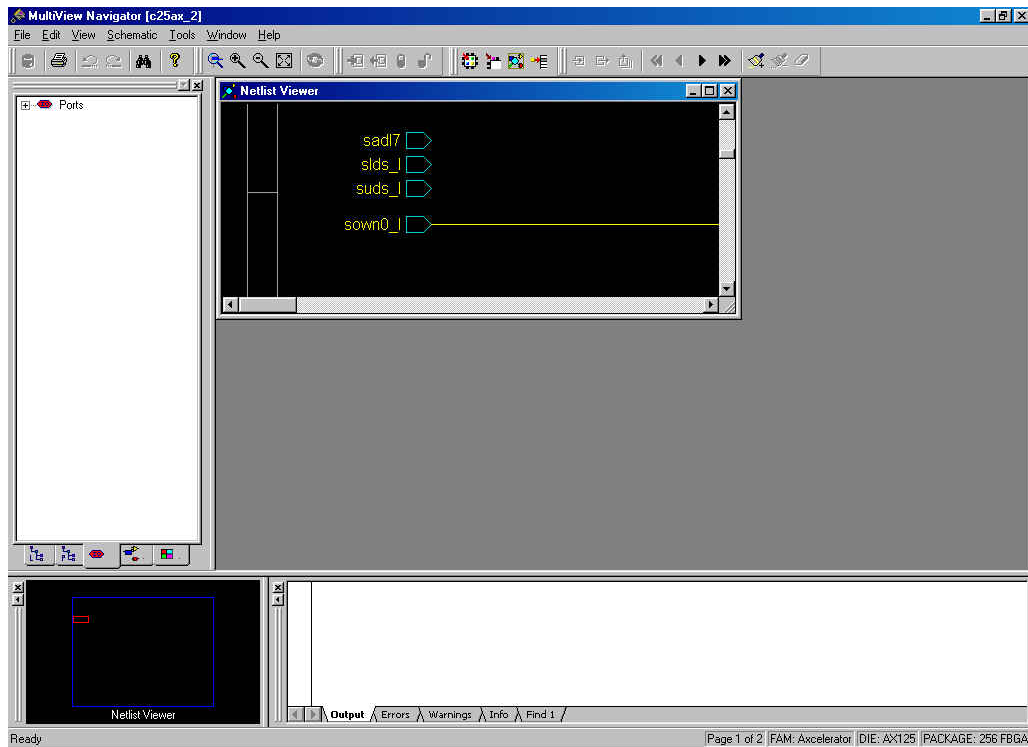 MultiView Navigator [c25ax_2]
File Edit View Schematic Tools Window Help
Ports
Netlist Viewer
sadl7
slds_l
suds_l
sown0_l
Netlist Viewer
Output Errors Warnings Info Find 1
Ready
Page 1 of 2 FAM: Axcelerator DIE: AX125 PACKAGE: 256 FBGA